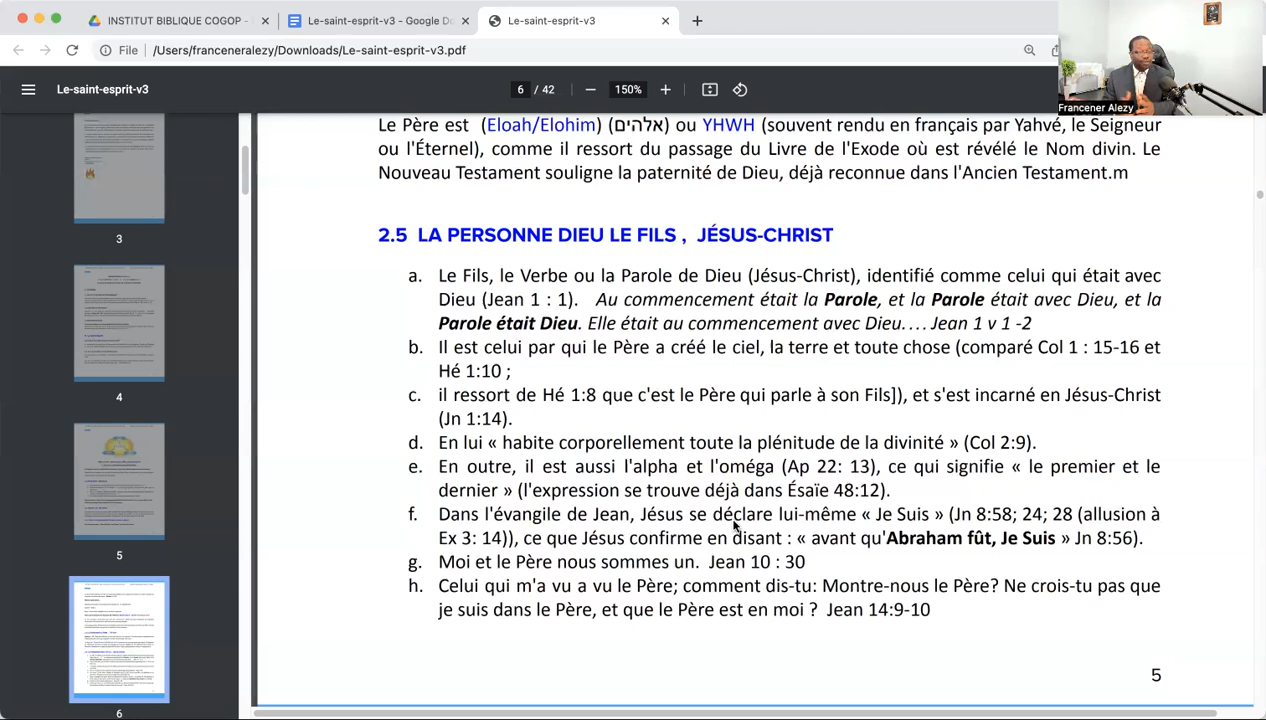 INSTITUT BIBLIQUE COGOP -
Le-saint-esprit-v3 - Google Do
Le-saint-esprit-v3
File
/Users/franceneralezy/Downloads/Le-saint-esprit-v3.pdf
Le-saint-esprit-v3
6 / 42
150%
Francener Alezy
3
4
5
6
Le Père est (Eloah/Elohim) (אלהים) ou YHWH (souvent rendu en français par Yahvé, le Seigneur
ou l'Éternel), comme il ressort du passage du Livre de l'Exode où est révélé le Nom divin. Le
Nouveau Testament souligne la paternité de Dieu, déjà reconnue dans l'Ancien Testament.m
2.5 LA PERSONNE DIEU LE FILS , JÉSUS-CHRIST
a. Le Fils, le Verbe ou la Parole de Dieu (Jésus-Christ), identifié comme celui qui était avec
Dieu (Jean 1 : 1). Au commencement était la Parole, et la Parole était avec Dieu, et la
Parole était Dieu. Elle était au commencement avec Dieu.... Jean 1 v 1 -2
b. Il est celui par qui le Père a créé le ciel, la terre et toute chose (comparé Col 1 : 15-16 et
Hé 1:10 ;
c. il ressort de Hé 1:8 que c'est le Père qui parle à son Fils]), et s'est incarné en Jésus-Christ
(Jn 1:14).
d. En lui « habite corporellement toute la plénitude de la divinité » (Col 2:9).
e. En outre, il est aussi l'alpha et l'oméga (Ap 22: 13), ce qui signifie « le premier et le
dernier » (l'expression se trouve déjà dans Ésaïe 48:12).
f. Dans l'évangile de Jean, Jésus se déclare lui-même « Je Suis » (Jn 8:58; 24; 28 (allusion à
Ex 3: 14)), ce que Jésus confirme en disant : « avant qu'Abraham fût, Je Suis » Jn 8:56).
g. Moi et le Père nous sommes un. Jean 10 : 30
h. Celui qui m'a vu a vu le Père; comment dis-tu: Montre-nous le Père? Ne crois-tu pas que
je suis dans le Père, et que le Père est en moi ? Jean 14:9-10
5